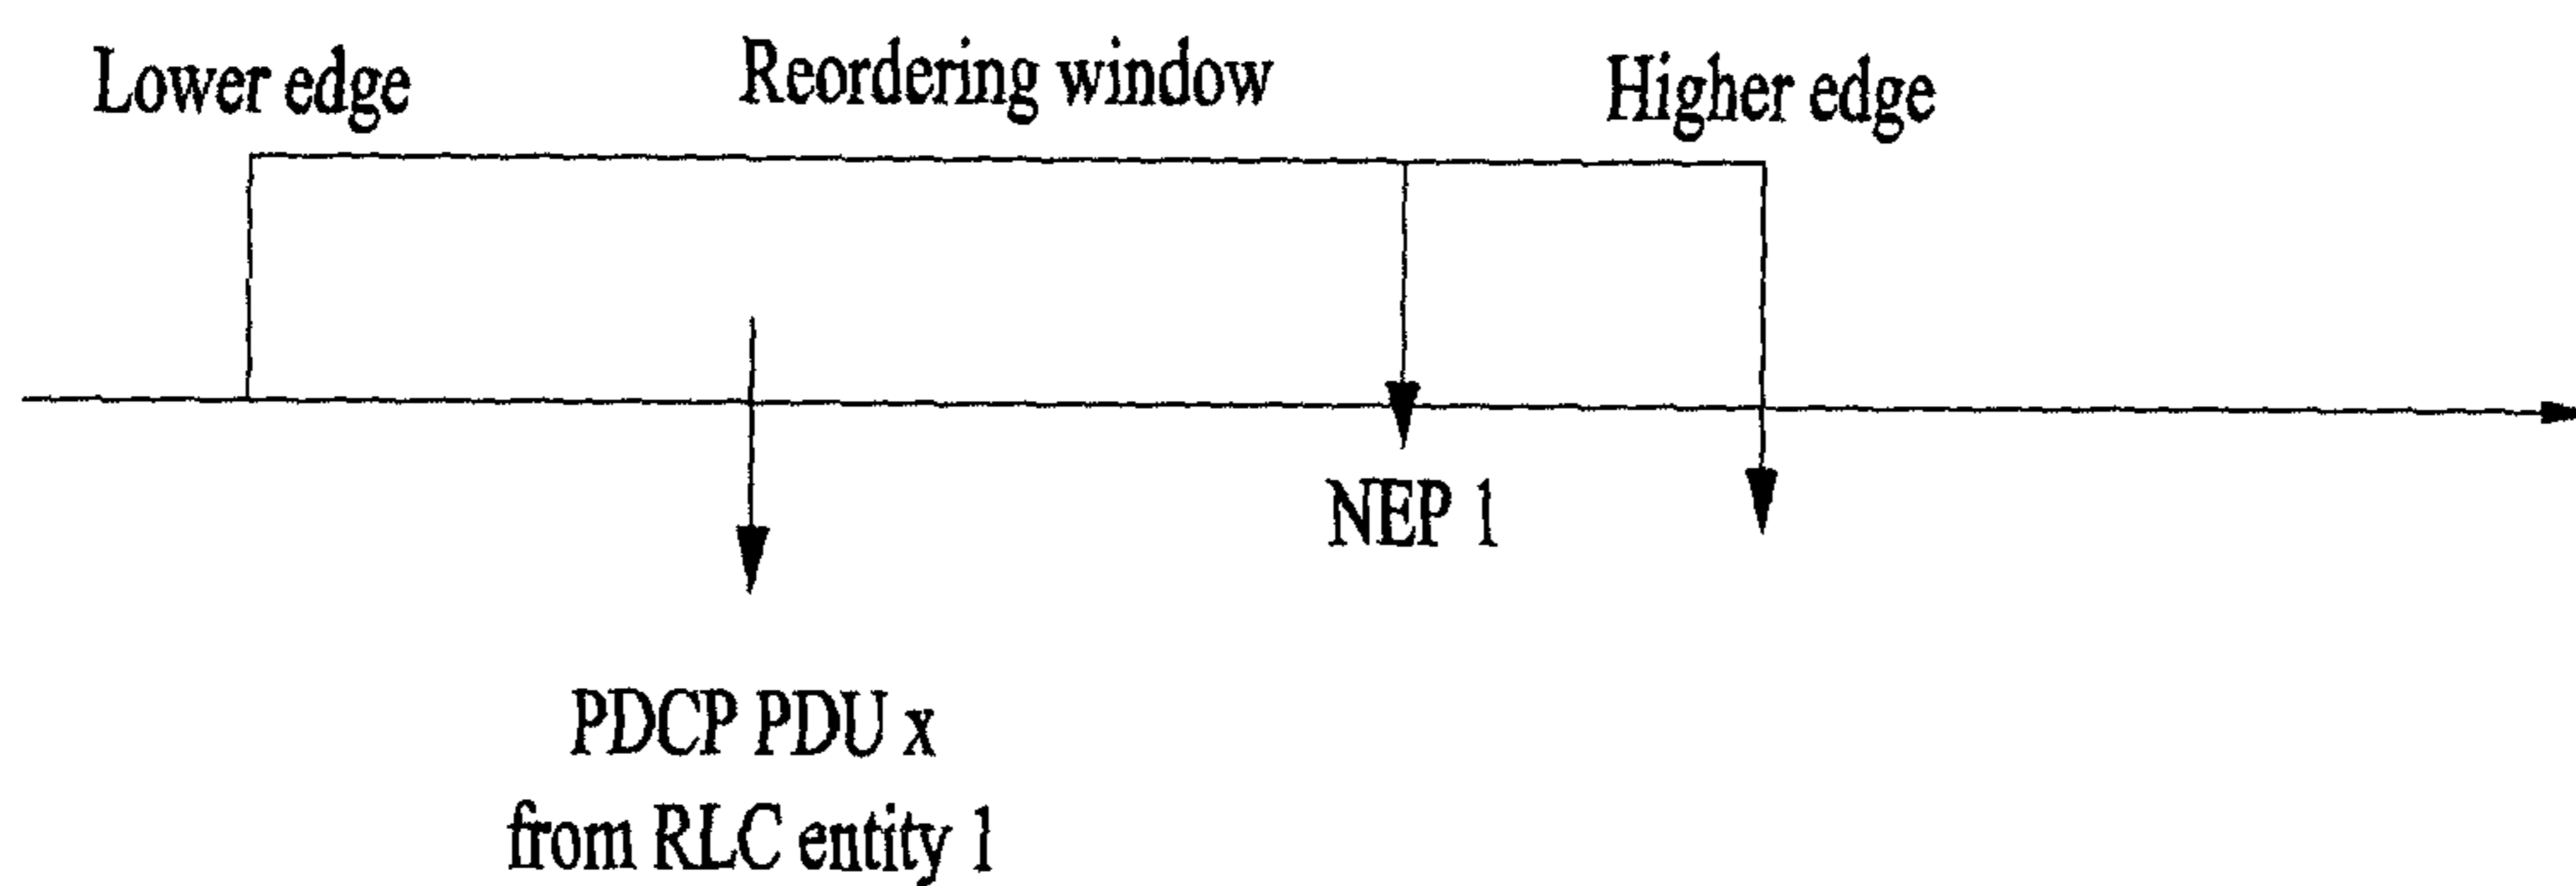 Lower edge
Reordering window
Higher edge
NEP 1
PDCP PDU x
from RLC entity 1